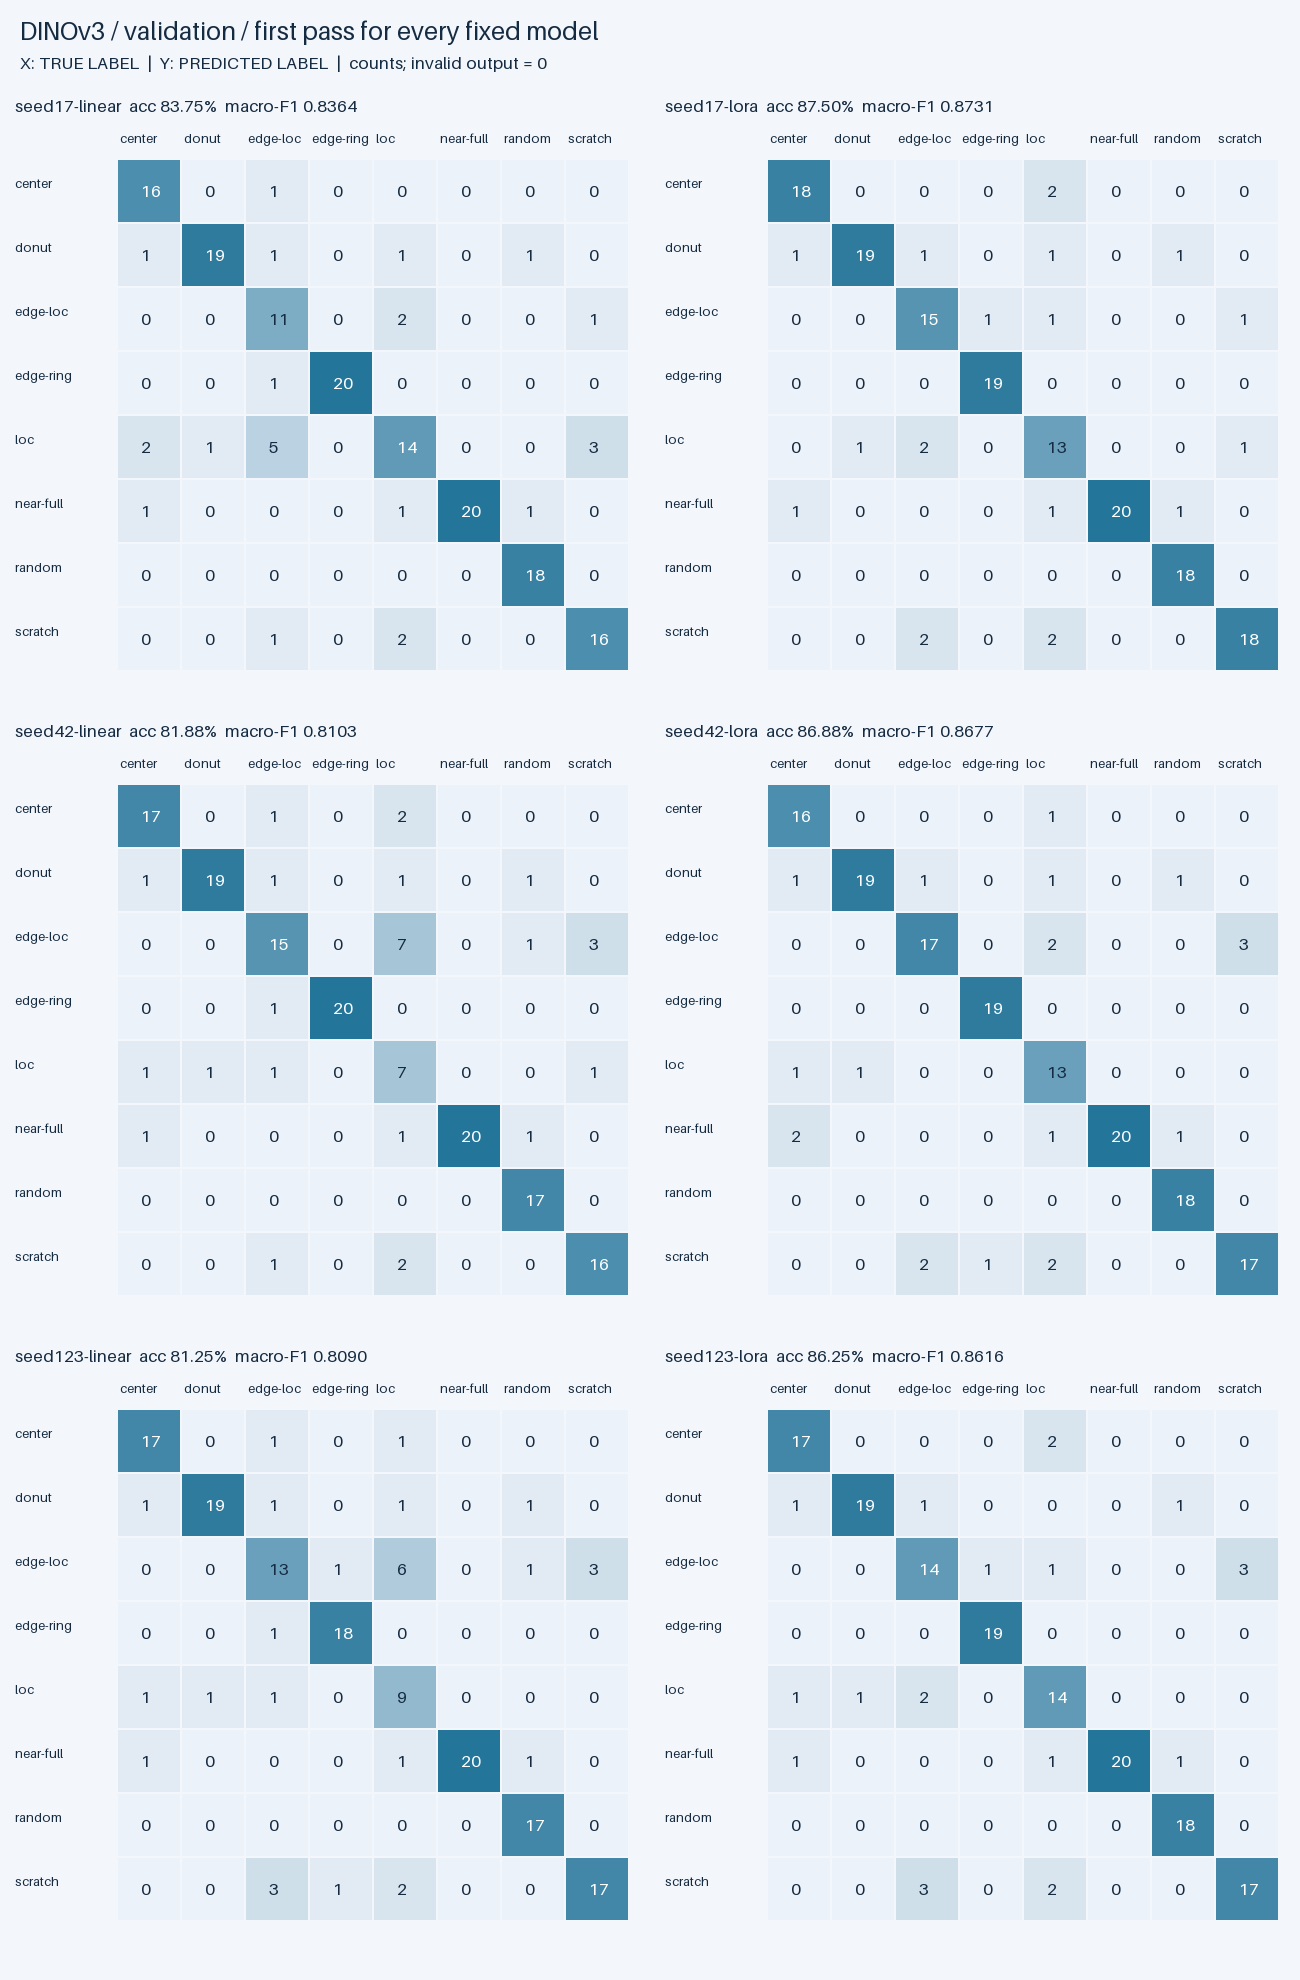 DINOv3 / validation / first pass for every fixed model
X: TRUE LABEL | Y: PREDICTED LABEL | counts; invalid output = 0
seed17-linear acc 83.75% macro-F1 0.8364
center donut edge-loc edge-ring loc near-full random scratch
center 16 0 1 0 0 0 0 0
donut 1 19 1 0 1 0 1 0
edge-loc 0 0 11 0 2 0 0 1
edge-ring 0 0 1 20 0 0 0 0
loc 2 1 5 0 14 0 0 3
near-full 1 0 0 0 1 20 1 0
random 0 0 0 0 0 0 18 0
scratch 0 0 1 0 2 0 0 16
seed17-lora acc 87.50% macro-F1 0.8731
center donut edge-loc edge-ring loc near-full random scratch
center 18 0 0 0 2 0 0 0
donut 1 19 1 0 1 0 1 0
edge-loc 0 0 15 1 1 0 0 1
edge-ring 0 0 0 19 0 0 0 0
loc 0 1 2 0 13 0 0 1
near-full 1 0 0 0 1 20 1 0
random 0 0 0 0 0 0 18 0
scratch 0 0 2 0 2 0 0 18
seed42-linear acc 81.88% macro-F1 0.8103
center donut edge-loc edge-ring loc near-full random scratch
center 17 0 1 0 2 0 0 0
donut 1 19 1 0 1 0 1 0
edge-loc 0 0 15 0 7 0 1 3
edge-ring 0 0 1 20 0 0 0 0
loc 1 1 1 0 7 0 0 1
near-full 1 0 0 0 1 20 1 0
random 0 0 0 0 0 0 17 0
scratch 0 0 1 0 2 0 0 16
seed42-lora acc 86.88% macro-F1 0.8677
center donut edge-loc edge-ring loc near-full random scratch
center 16 0 0 0 1 0 0 0
donut 1 19 1 0 1 0 1 0
edge-loc 0 0 17 0 2 0 0 3
edge-ring 0 0 0 19 0 0 0 0
loc 1 1 0 0 13 0 0 0
near-full 2 0 0 0 1 20 1 0
random 0 0 0 0 0 0 18 0
scratch 0 0 2 1 2 0 0 17
seed123-linear acc 81.25% macro-F1 0.8090
center donut edge-loc edge-ring loc near-full random scratch
center 17 0 1 0 1 0 0 0
donut 1 19 1 0 1 0 1 0
edge-loc 0 0 13 1 6 0 1 3
edge-ring 0 0 1 18 0 0 0 0
loc 1 1 1 0 9 0 0 0
near-full 1 0 0 0 1 20 1 0
random 0 0 0 0 0 0 17 0
scratch 0 0 3 1 2 0 0 17
seed123-lora acc 86.25% macro-F1 0.8616
center donut edge-loc edge-ring loc near-full random scratch
center 17 0 0 0 2 0 0 0
donut 1 19 1 0 0 0 1 0
edge-loc 0 0 14 1 1 0 0 3
edge-ring 0 0 0 19 0 0 0 0
loc 1 1 2 0 14 0 0 0
near-full 1 0 0 0 1 20 1 0
random 0 0 0 0 0 0 18 0
scratch 0 0 3 0 2 0 0 17